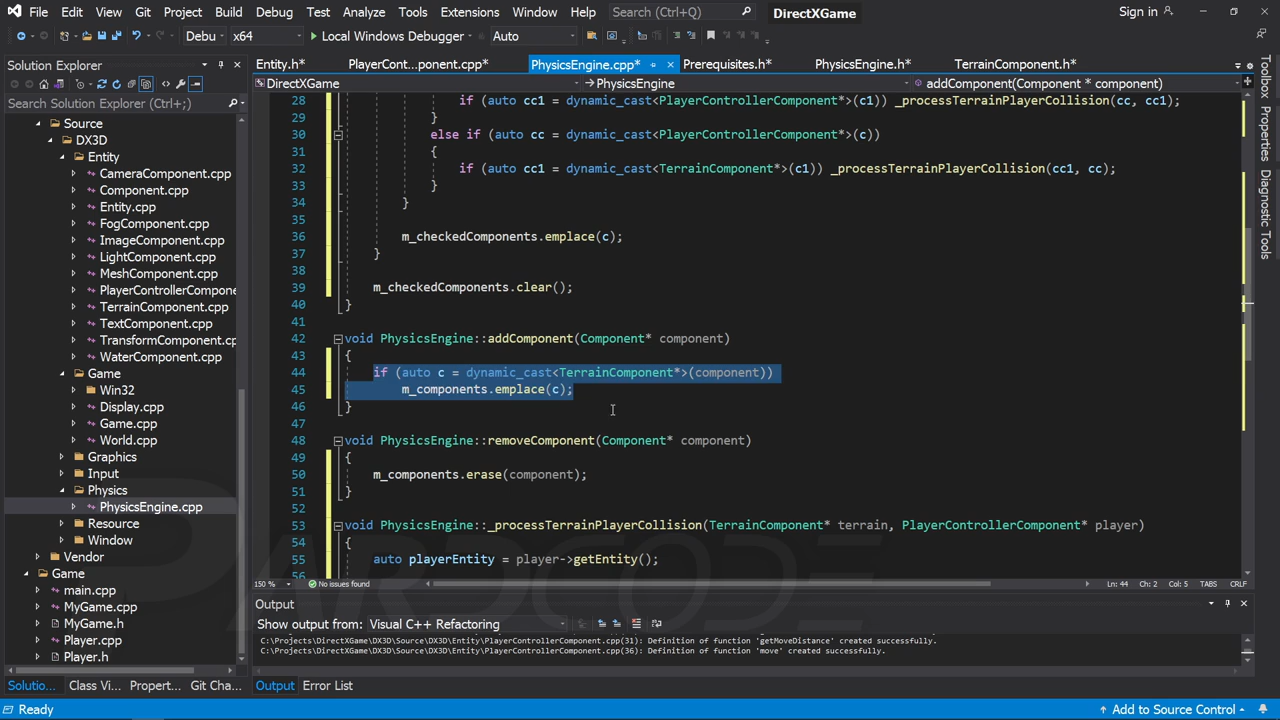 File Edit View Git Project Build Debug Test Analyze Tools Extensions Window Help Search (Ctrl+Q) DirectXGame Sign in
Debu x64 Local Windows Debugger Auto
Solution Explorer
Search Solution Explorer (Ctrl+;)
Source
DX3D
Entity
CameraComponent.cpp
Component.cpp
Entity.cpp
FogComponent.cpp
ImageComponent.cpp
LightComponent.cpp
MeshComponent.cpp
PlayerControllerCompone
TerrainComponent.cpp
TextComponent.cpp
TransformComponent.cpp
WaterComponent.cpp
Game
Win32
Display.cpp
Game.cpp
World.cpp
Graphics
Input
Physics
PhysicsEngine.cpp
Resource
Window
Vendor
Game
main.cpp
MyGame.cpp
MyGame.h
Player.cpp
Player.h
Solutio... Class Vi... Propert... Git Cha...
Entity.h* PlayerCont...ponent.cpp* PhysicsEngine.cpp* Prerequisites.h* PhysicsEngine.h* TerrainComponent.h*
DirectXGame PhysicsEngine addComponent(Component * component)
28 if (auto cc1 = dynamic_cast<PlayerControllerComponent*>(c1)) _processTerrainPlayerCollision(cc, cc1);
29 }
30 else if (auto cc = dynamic_cast<PlayerControllerComponent*>(c))
31 {
32 if (auto cc1 = dynamic_cast<TerrainComponent*>(c1)) _processTerrainPlayerCollision(cc1, cc);
33 }
34 }
35
36 m_checkedComponents.emplace(c);
37 }
38
39 m_checkedComponents.clear();
40 }
41
42 void PhysicsEngine::addComponent(Component* component)
43 {
44 if (auto c = dynamic_cast<TerrainComponent*>(component))
45 m_components.emplace(c);
46 }
47
48 void PhysicsEngine::removeComponent(Component* component)
49 {
50 m_components.erase(component);
51 }
52
53 void PhysicsEngine::_processTerrainPlayerCollision(TerrainComponent* terrain, PlayerControllerComponent* player)
54 {
55 auto playerEntity = player->getEntity();
56
150 % No issues found Ln: 44 Ch: 2 Col: 5 TABS CRLF
PARDCODE
Output
Show output from: Visual C++ Refactoring
C:\Projects\DirectX3D\Source\DX3D\Entity\PlayerControllerComponent.cpp(31): Definition of function 'getMoveDistance' created successfully.
C:\Projects\DirectX3D\Source\DX3D\Entity\PlayerControllerComponent.cpp(36): Definition of function 'move' created successfully.
Output Error List
Toolbox
Properties
Diagnostic Tools
Ready Add to Source Control